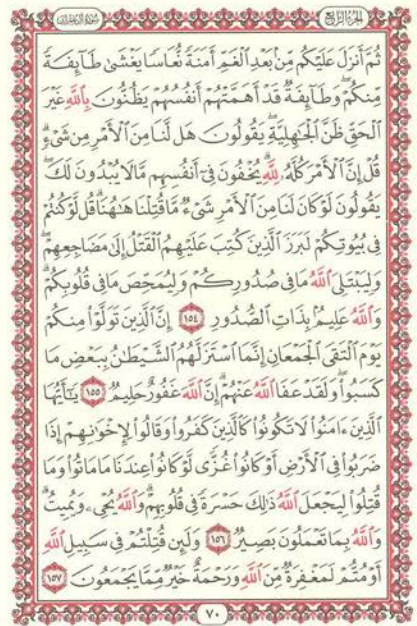 سورة آل عمران
الجزء الرابع
ثُمَّ أَنزَلَ عَلَيْكُم مِّنۢ بَعْدِ ٱلْغَمِّ أَمَنَةً نُّعَاسًا يَغْشَىٰ طَآئِفَةً
مِّنكُمْ ۖ وَطَآئِفَةٌ قَدْ أَهَمَّتْهُمْ أَنفُسُهُمْ يَظُنُّونَ بِٱللَّهِ غَيْرَ
ٱلْحَقِّ ظَنَّ ٱلْجَـٰهِلِيَّةِ ۖ يَقُولُونَ هَل لَّنَا مِنَ ٱلْأَمْرِ مِن شَىْءٍ ۗ
قُلْ إِنَّ ٱلْأَمْرَ كُلَّهُۥ لِلَّهِ ۗ يُخْفُونَ فِىٓ أَنفُسِهِم مَّا لَا يُبْدُونَ لَكَ ۖ
يَقُولُونَ لَوْ كَانَ لَنَا مِنَ ٱلْأَمْرِ شَىْءٌ مَّا قُتِلْنَا هَـٰهُنَا ۗ قُل لَّوْ كُنتُمْ
فِى بُيُوتِكُمْ لَبَرَزَ ٱلَّذِينَ كُتِبَ عَلَيْهِمُ ٱلْقَتْلُ إِلَىٰ مَضَاجِعِهِمْ ۖ
وَلِيَبْتَلِىَ ٱللَّهُ مَا فِى صُدُورِكُمْ وَلِيُمَحِّصَ مَا فِى قُلُوبِكُمْ ۗ
وَٱللَّهُ عَلِيمٌۢ بِذَاتِ ٱلصُّدُورِ ١٥٤ إِنَّ ٱلَّذِينَ تَوَلَّوْا۟ مِنكُمْ
يَوْمَ ٱلْتَقَى ٱلْجَمْعَانِ إِنَّمَا ٱسْتَزَلَّهُمُ ٱلشَّيْطَـٰنُ بِبَعْضِ مَا
كَسَبُوا۟ ۖ وَلَقَدْ عَفَا ٱللَّهُ عَنْهُمْ ۗ إِنَّ ٱللَّهَ غَفُورٌ حَلِيمٌ ١٥٥ يَـٰٓأَيُّهَا
ٱلَّذِينَ ءَامَنُوا۟ لَا تَكُونُوا۟ كَٱلَّذِينَ كَفَرُوا۟ وَقَالُوا۟ لِإِخْوَٰنِهِمْ إِذَا
ضَرَبُوا۟ فِى ٱلْأَرْضِ أَوْ كَانُوا۟ غُزًّى لَّوْ كَانُوا۟ عِندَنَا مَا مَاتُوا۟ وَمَا
قُتِلُوا۟ لِيَجْعَلَ ٱللَّهُ ذَٰلِكَ حَسْرَةً فِى قُلُوبِهِمْ ۗ وَٱللَّهُ يُحْىِۦ وَيُمِيتُ ۗ
وَٱللَّهُ بِمَا تَعْمَلُونَ بَصِيرٌ ١٥٦ وَلَئِن قُتِلْتُمْ فِى سَبِيلِ ٱللَّهِ
أَوْ مُتُّمْ لَمَغْفِرَةٌ مِّنَ ٱللَّهِ وَرَحْمَةٌ خَيْرٌ مِّمَّا يَجْمَعُونَ ١٥٧
٧٠